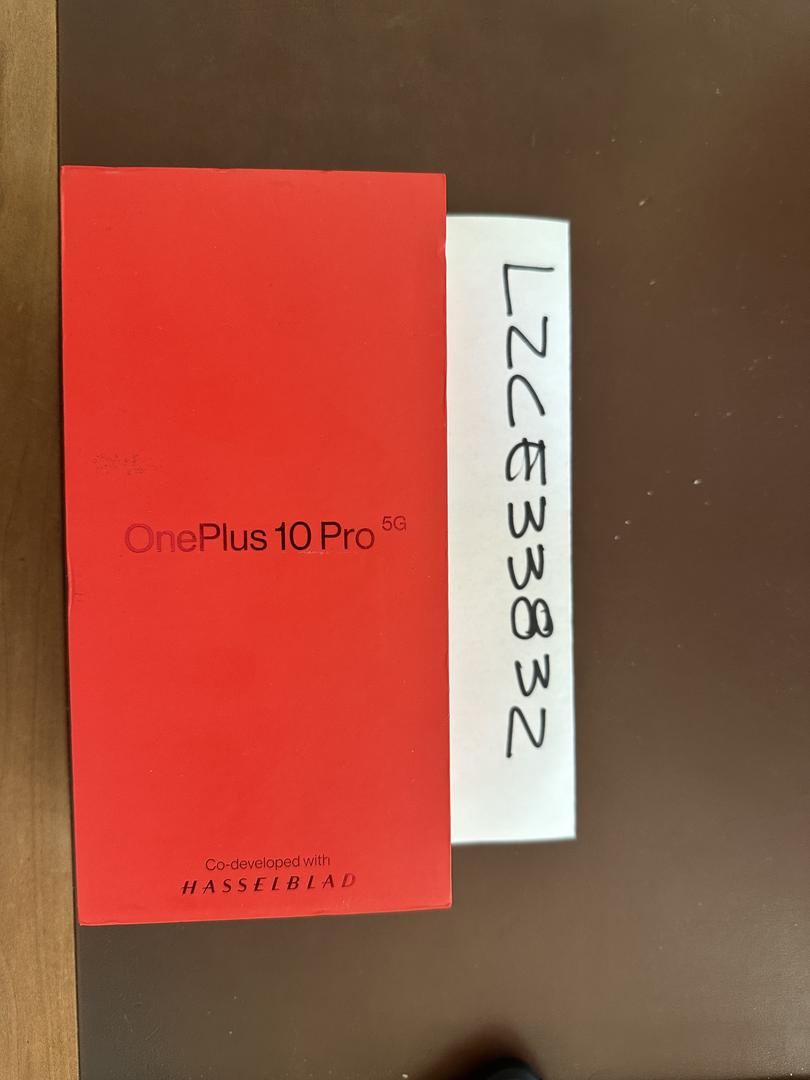 OnePlus 10 Pro 5G
Co-developed with
HASSELBLAD
LZCE33832